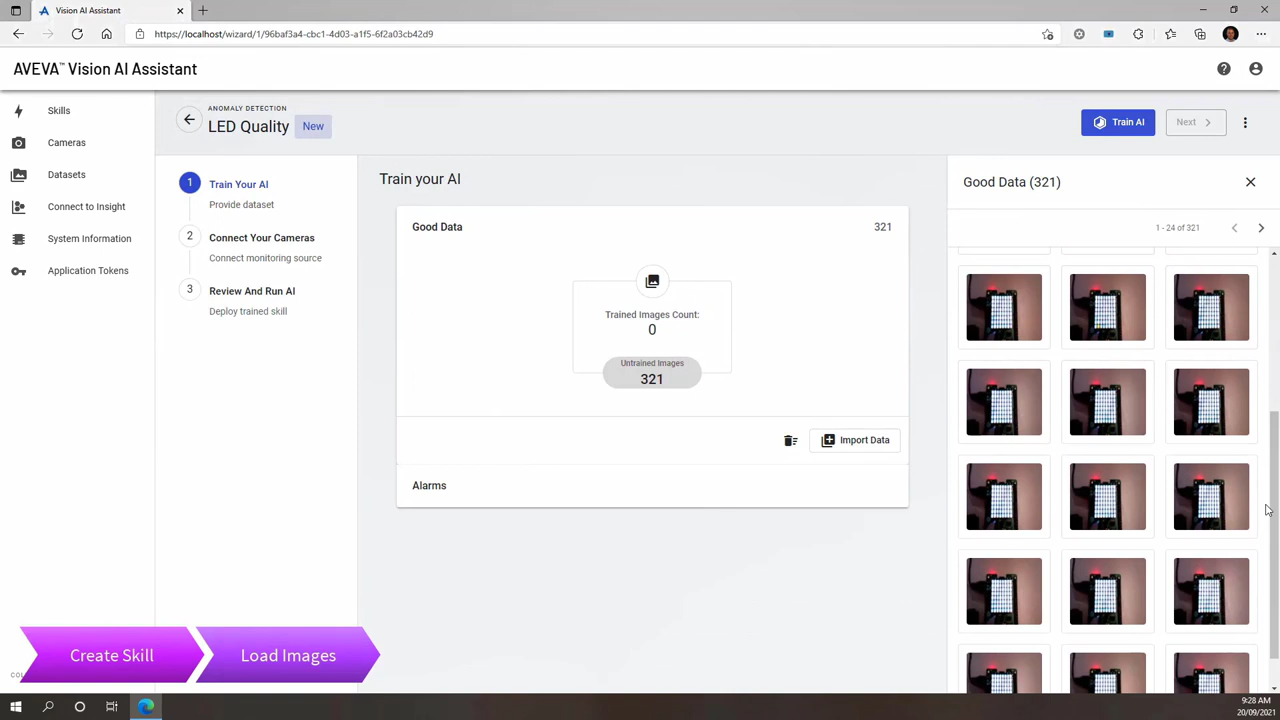 Vision AI Assistant
https://localhost/wizard/1/96baf3a4-cbc1-4d03-a1f5-6f2a03cb42d9
AVEVA™ Vision AI Assistant
Skills
Cameras
Datasets
Connect to Insight
System Information
Application Tokens
ANOMALY DETECTION
LED Quality
New
Train AI
Next
1
Train Your AI
Provide dataset
2
Connect Your Cameras
Connect monitoring source
3
Review And Run AI
Deploy trained skill
Train your AI
Good Data
321
Trained Images Count:
0
Untrained Images
321
Import Data
Alarms
Good Data (321)
1 - 24 of 321
Create Skill
Load Images
9:28 AM
20/09/2021